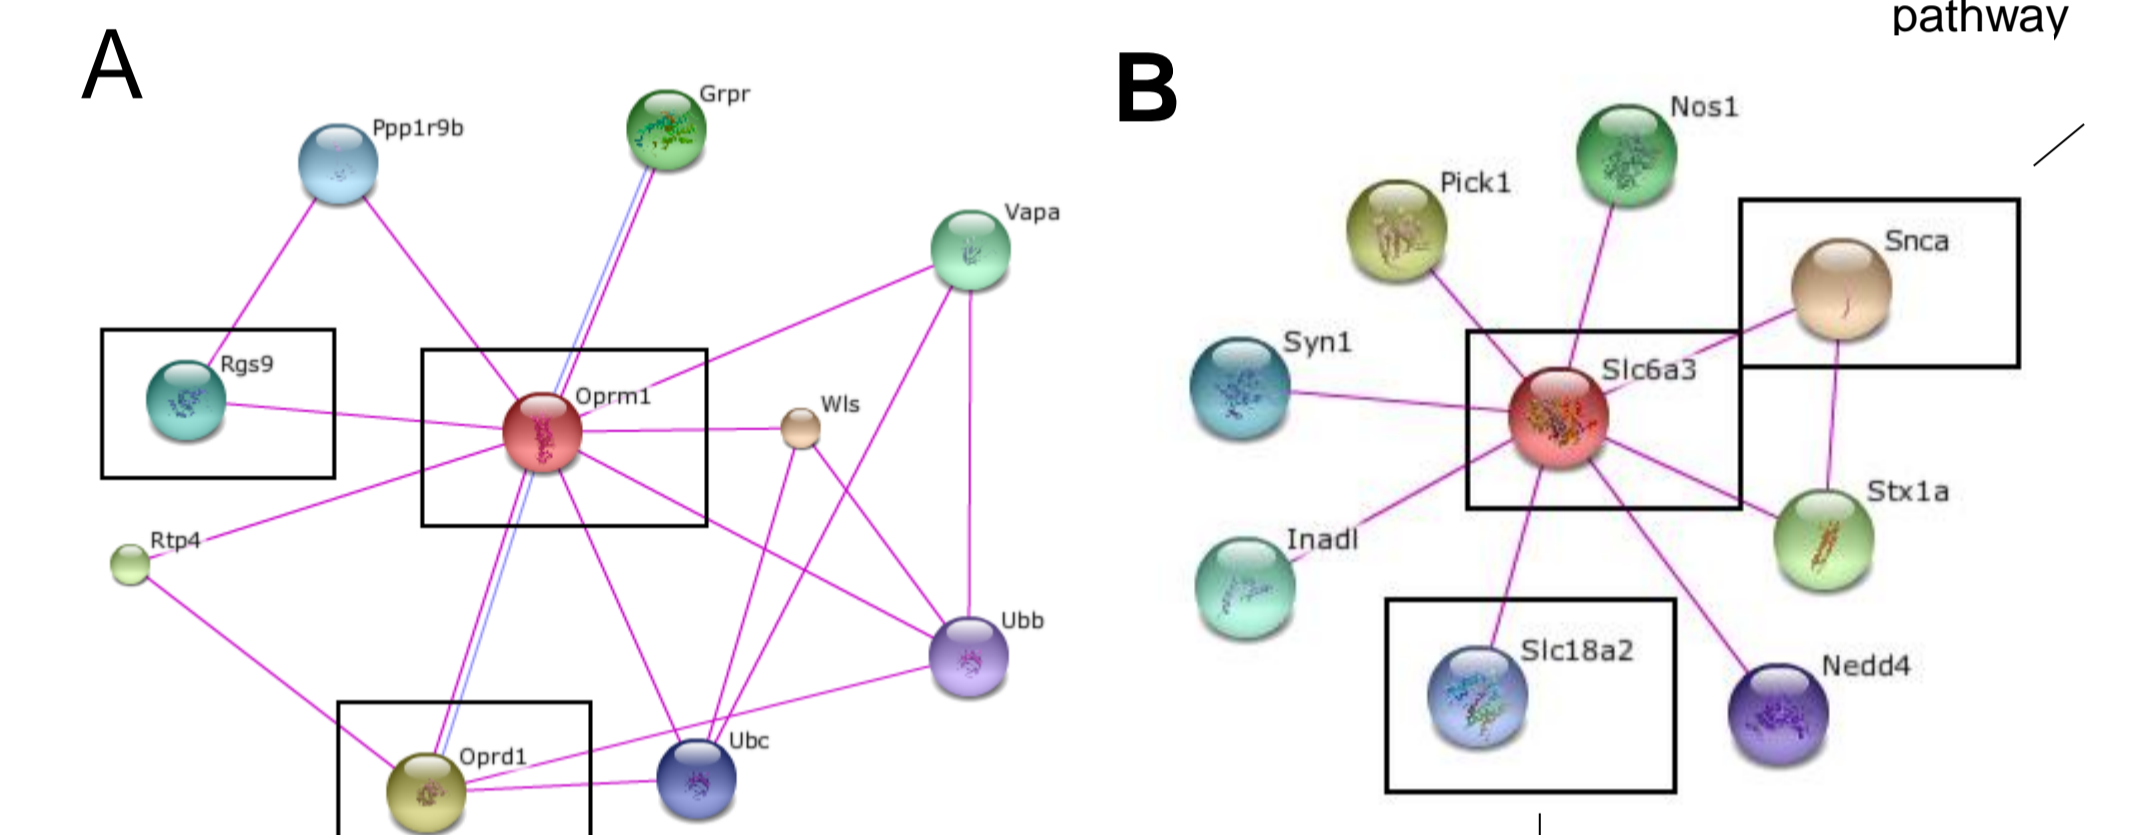 pathway
A
Grpr
Ppp1r9b
Vapa
Rgs9
Oprm1
Wls
Rtp4
Ubb
Ubc
Oprd1
B
Nos1
Pick1
Snca
Syn1
Slc6a3
Stx1a
Inadl
Slc18a2
Nedd4